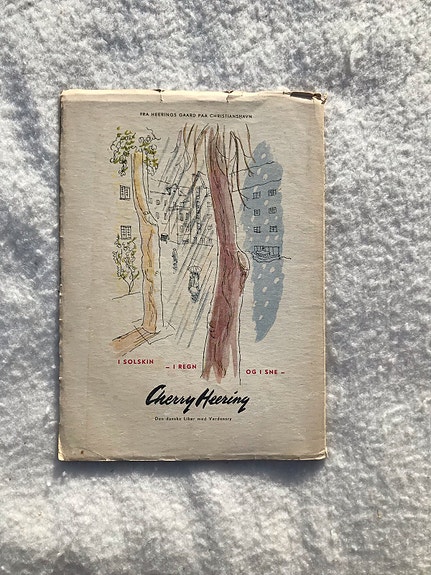 FRA HEERINGS GAARD PAA CHRISTIANSHAVN
I SOLSKIN
– I REGN
OG I SNE –
Cherry Heering
Den danske Likør med Verdensry